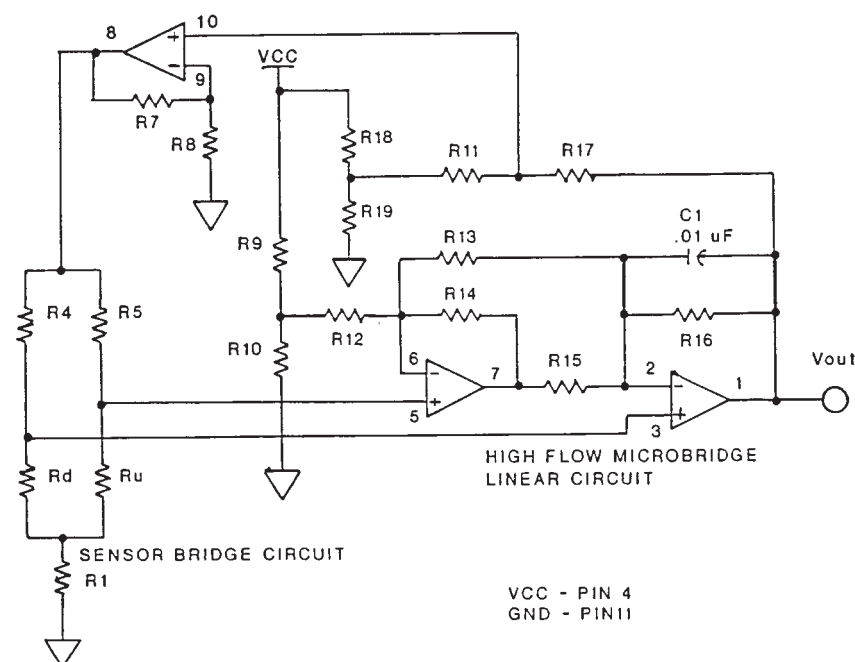 8
10
+
-
9
VCC
R7
R8
R18
R11
R17
R19
C1
.01 uF
R9
R13
R14
R4
R5
R12
R16
R10
6
-
7
R15
2
-
1
Vout
+
5
+
3
HIGH FLOW MICROBRIDGE
LINEAR CIRCUIT
Rd
Ru
SENSOR BRIDGE CIRCUIT
R1
VCC - PIN 4
GND - PIN11